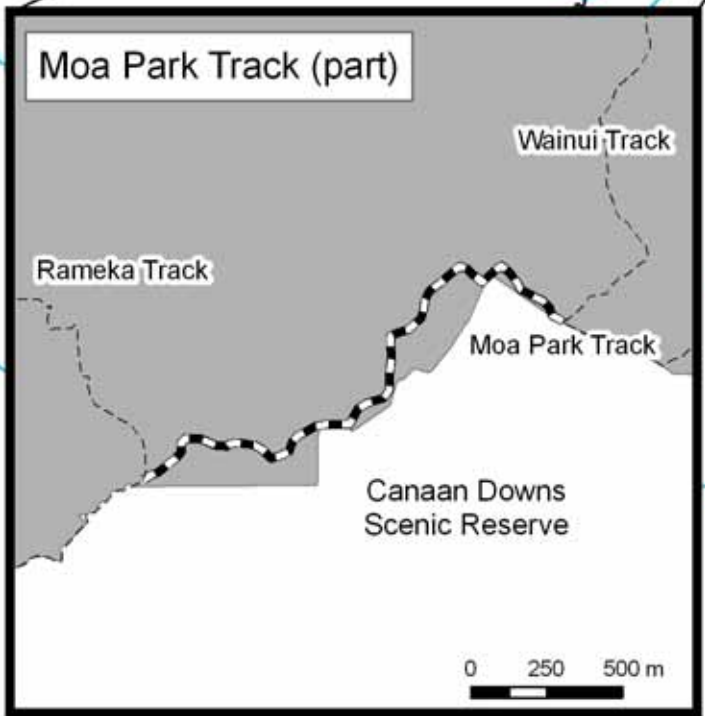 Moa Park Track (part)
Wainui Track
Rameka Track
Moa Park Track
Canaan Downs
Scenic Reserve
0 250 500 m